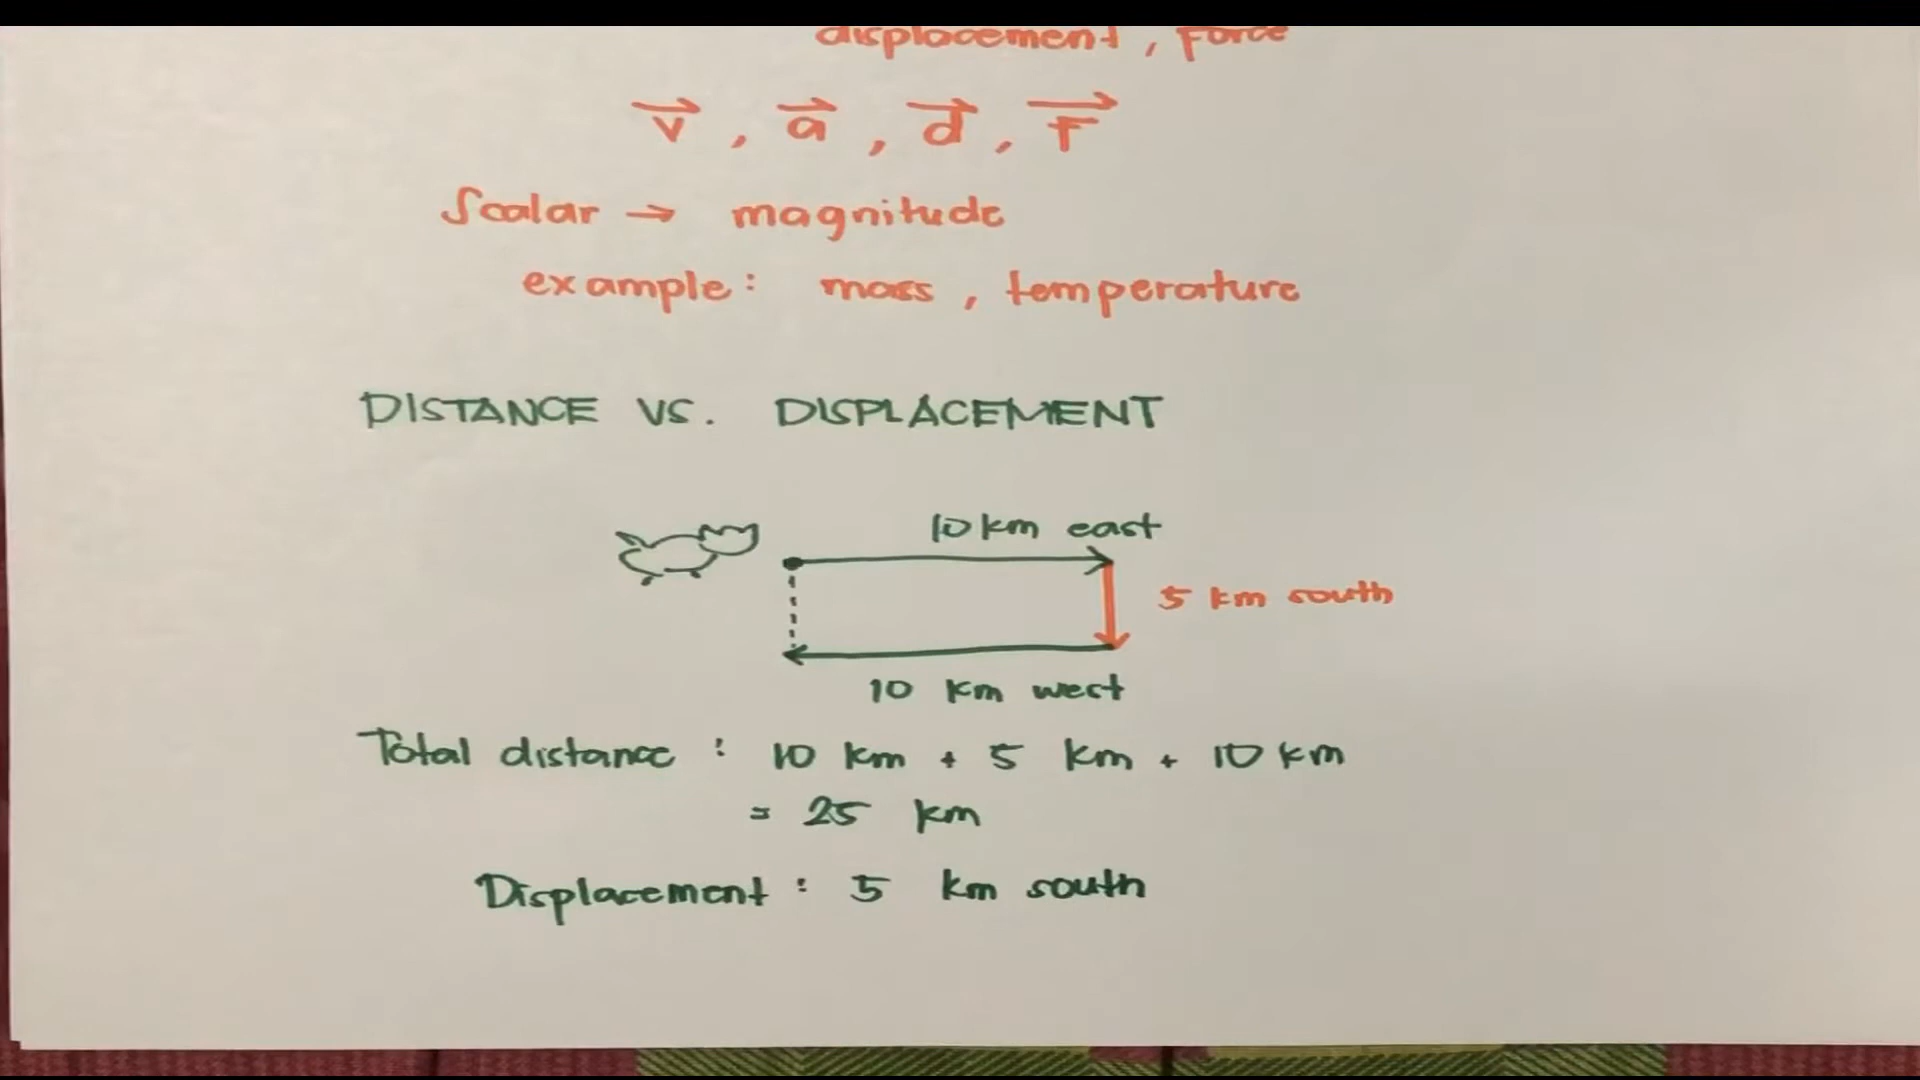 displacement, Force
v, a, d, F
Scalar → magnitude
example: mass, temperature
DISTANCE VS. DISPLACEMENT
10 km east
5 km south
10 km west
Total distance: 10 km + 5 km + 10 km
= 25 km
Displacement: 5 km south